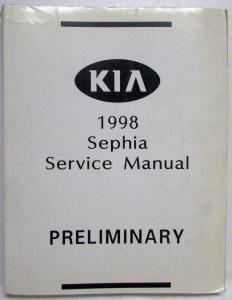 KIA
1998
Sephia
Service Manual
PRELIMINARY